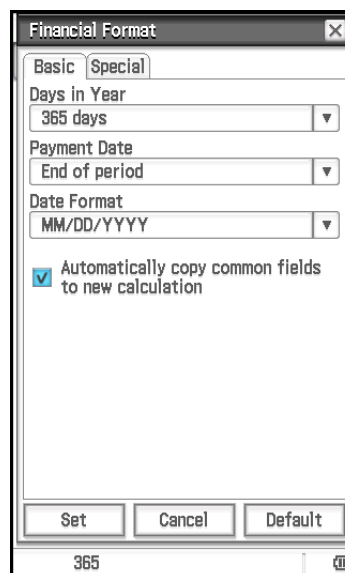 Financial Format
Basic Special
Days in Year
365 days
Payment Date
End of period
Date Format
MM/DD/YYYY
Automatically copy common fields
to new calculation
Set Cancel Default
365